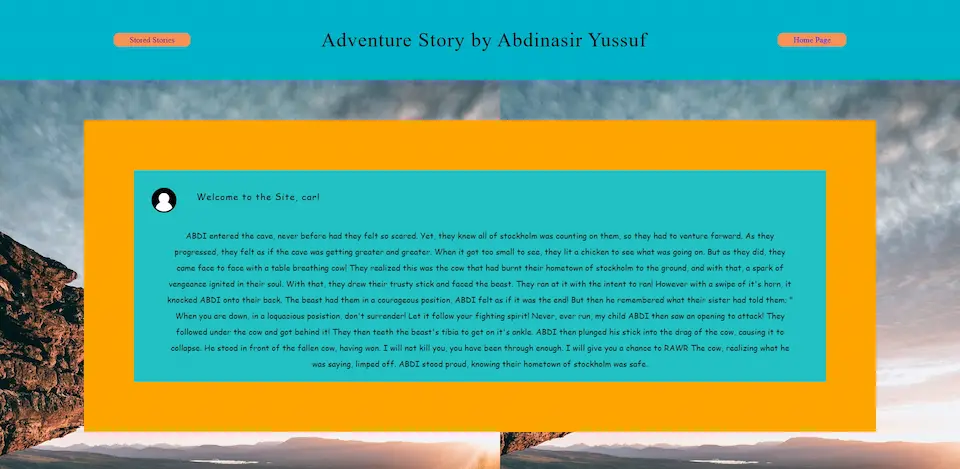 Stored Stories
Adventure Story by Abdinasir Yussuf
Home Page
Welcome to the Site, carl
ABDI entered the cave, never before had they felt so scared. Yet, they knew all of stockholm was counting on them, so they had to venture forward. As they
progressed, they felt as if the cave was getting greater and greater. When it got too small to see, they lit a chicken to see what was going on. But as they did, they
came face to face with a table breathing cow! They realized this was the cow that had burnt their hometown of stockholm to the ground, and with that, a spark of
vengeance ignited in their soul. With that, they drew their trusty stick and faced the beast. They ran at it with the intent to ran! However with a swipe of it's horn, it
knocked ABDI onto their back. The beast had them in a courageous position. ABDI felt as if it was the end! But then he remembered what their sister had told them: "
When you are down, in a loquacious posistion, don't surrender! Let it follow your fighting spirit! Never, ever run, my child ABDI then saw an opening to attack! They
followed under the cow and got behind it! They then teeth the beast's tibia to get on it's ankle. ABDI then plunged his stick into the drag of the cow, causing it to
collapse. He stood in front of the fallen cow, having won. I will not kill you, you have been through enough. I will give you a chance to RAWR The cow, realizing what he
was saying, limped off. ABDI stood proud, knowing their hometown of stockholm was safe.